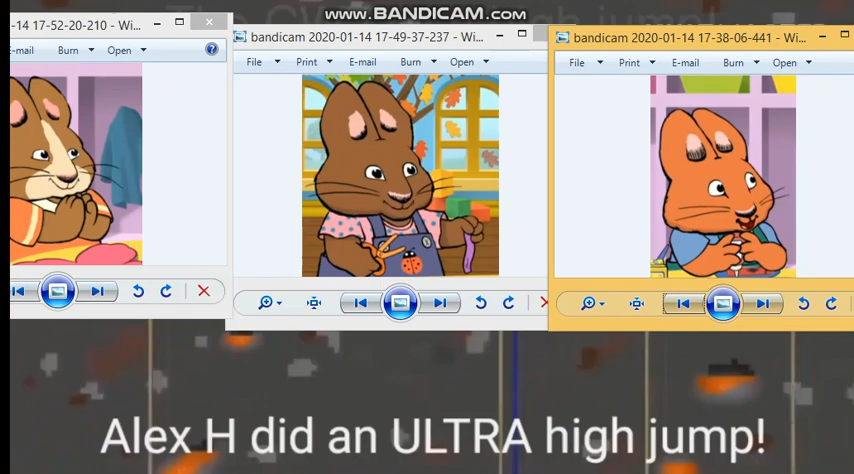 WWW.BANDICAM.COM
high jump
-14 17-52-20-210 - Wi...
-mail Burn Open
bandicam 2020-01-14 17-49-37-237 - Wi...
File Print E-mail Burn Open
bandicam 2020-01-14 17-38-06-441 - Wi...
File Print E-mail Burn Open
Alex H did an ULTRA high jump!